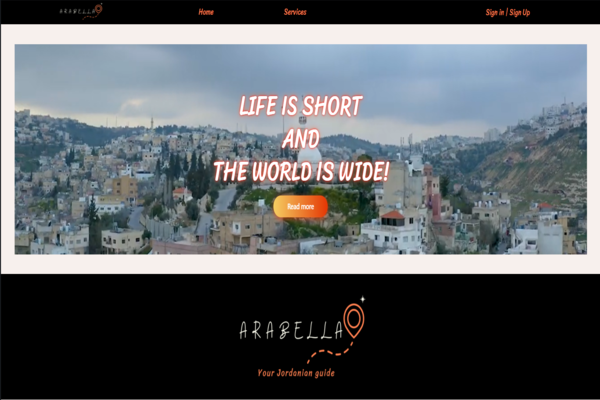 ARABELLA
Home
Services
Sign in | Sign Up
LIFE IS SHORT
AND
THE WORLD IS WIDE!
Read more
ARABELLA
Your Jordanian guide